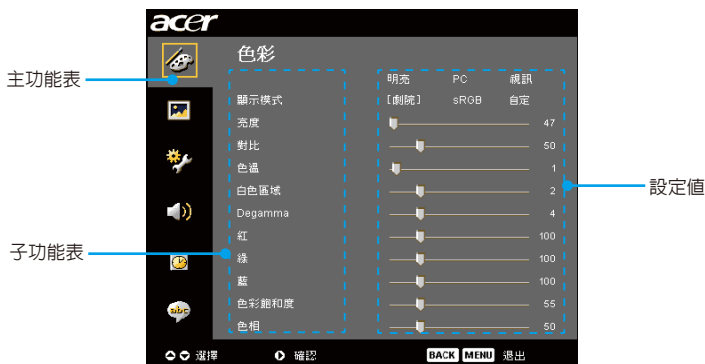 acer
色彩
明亮 PC 視訊
顯示模式 [劇院] sRGB 自定
亮度 47
對比 50
色溫 1
白色區域 2
Degamma 4
紅 100
綠 100
藍 100
色彩飽和度 55
色相 50
選擇 確認 BACK MENU 退出
主功能表
子功能表
設定值
abc